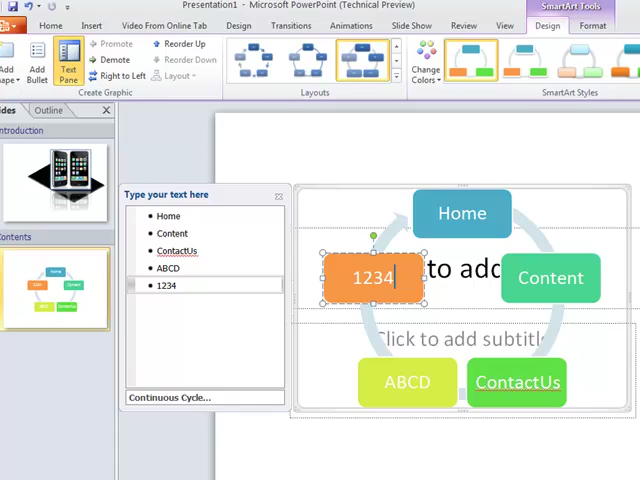 Presentation1 - Microsoft PowerPoint (Technical Preview)
SmartArt Tools
Home Insert Video From Online Tab Design Transitions Animations Slide Show Review View Design Format
Add Shape
Add Bullet
Text Pane
Promote
Demote
Right to Left
Reorder Up
Reorder Down
Layout
Change Colors
Create Graphic
Layouts
SmartArt Styles
Slides Outline
Introduction
Contents
Type your text here
Home
Content
ContactUs
ABCD
1234
Continuous Cycle...
Home
1234
to add
Content
Click to add subtitle
ABCD
ContactUs